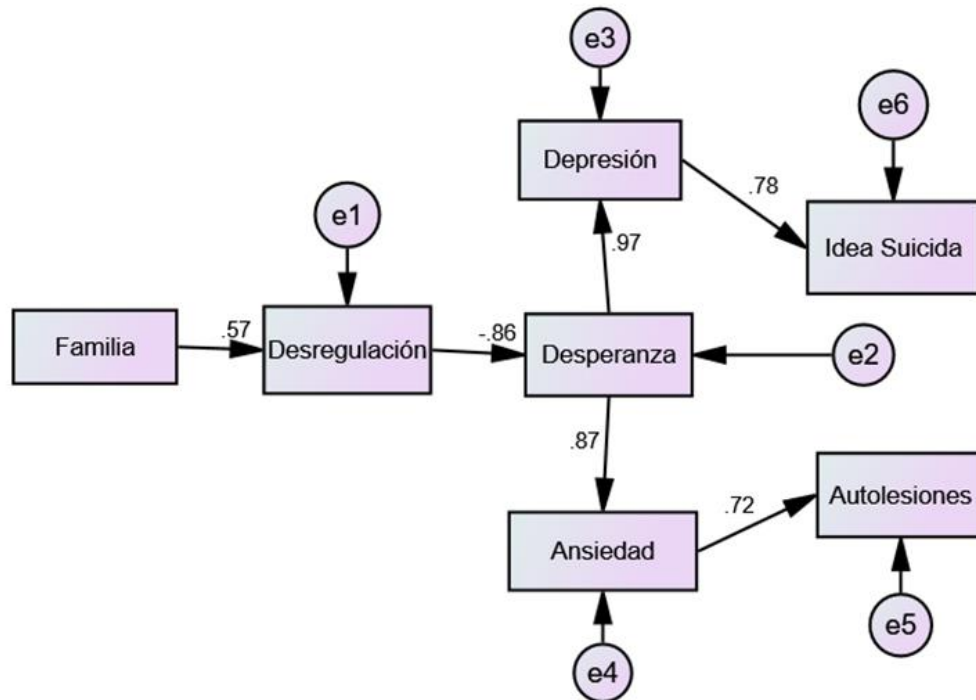 e3
e6
Depresión
.78
e1
Idea Suicida
.97
Familia
.57
Desregulación
-.86
Desperanza
e2
.87
Autolesiones
.72
Ansiedad
e5
e4